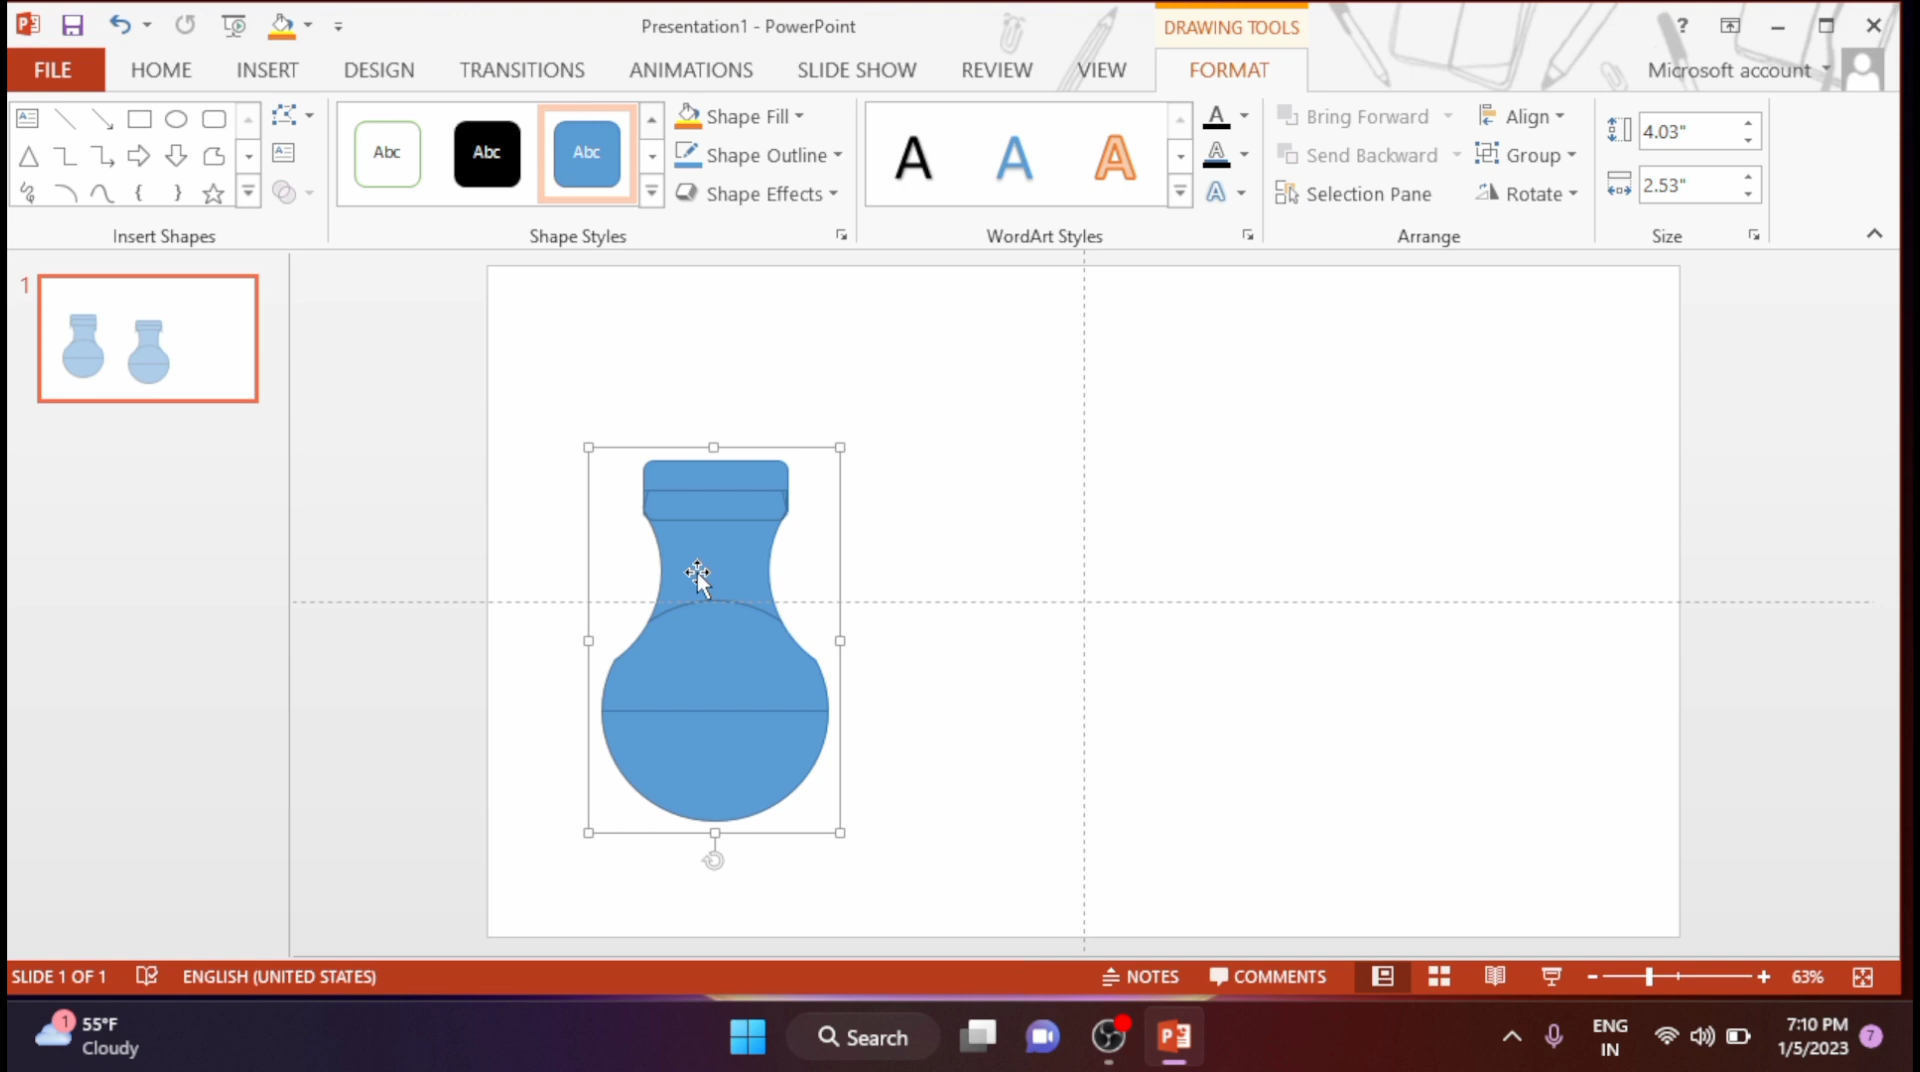 Presentation1 - PowerPoint
DRAWING TOOLS
?
FILE
HOME
INSERT
DESIGN
TRANSITIONS
ANIMATIONS
SLIDE SHOW
REVIEW
VIEW
FORMAT
Microsoft account
Abc
Abc
Abc
Shape Fill
Shape Outline
Shape Effects
A
A
A
A
A
A
Bring Forward
Send Backward
Selection Pane
Align
Group
Rotate
4.03"
2.53"
Insert Shapes
Shape Styles
WordArt Styles
Arrange
Size
1
SLIDE 1 OF 1
ENGLISH (UNITED STATES)
NOTES
COMMENTS
63%
1
55°F
Cloudy
Search
ENG
IN
7:10 PM
1/5/2023
7